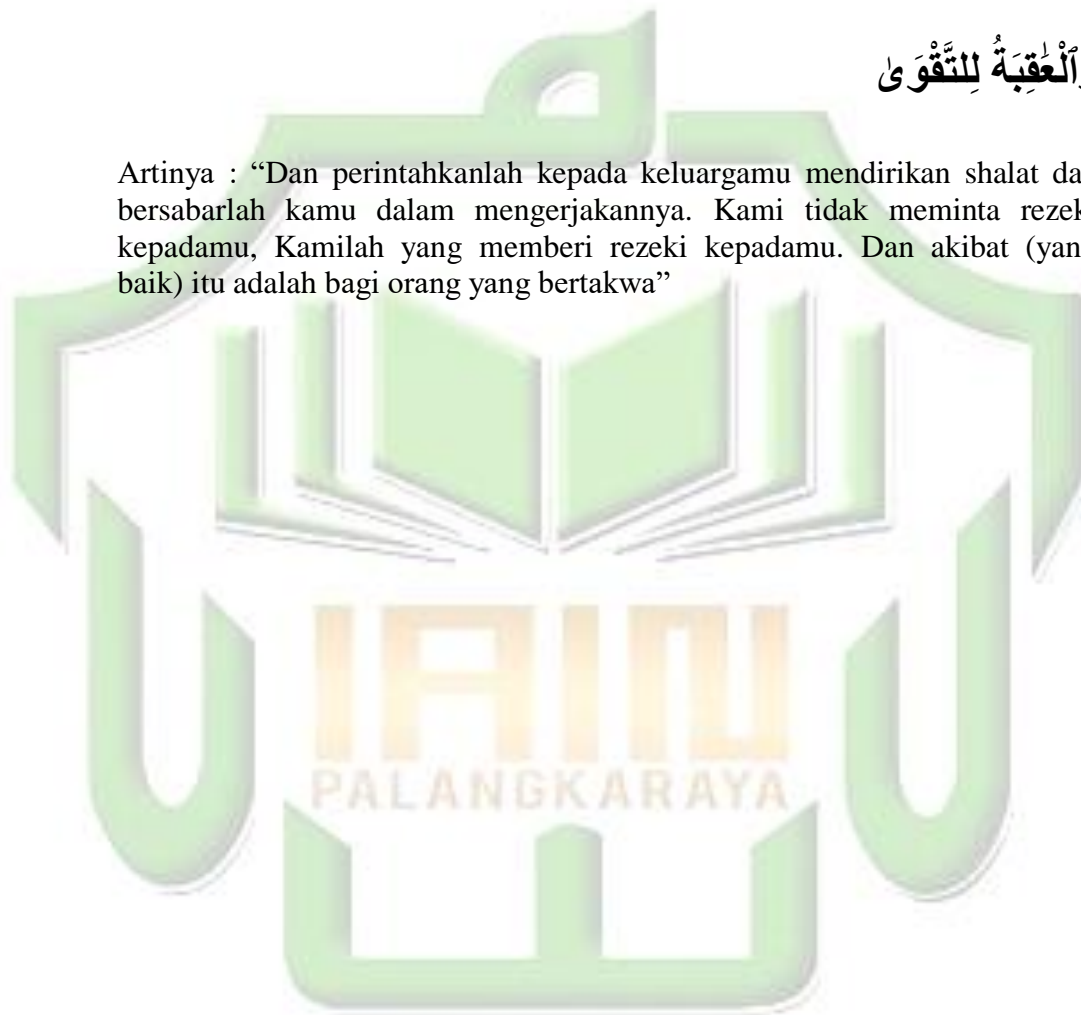 وَٱلْعَٰقِبَةُ لِلتَّقْوَىٰ
Artinya : “Dan perintahkanlah kepada keluargamu mendirikan shalat da
bersabarlah kamu dalam mengerjakannya. Kami tidak meminta rezek
kepadamu, Kamilah yang memberi rezeki kepadamu. Dan akibat (yan
baik) itu adalah bagi orang yang bertakwa”
IAIN
PALANGKARAYA